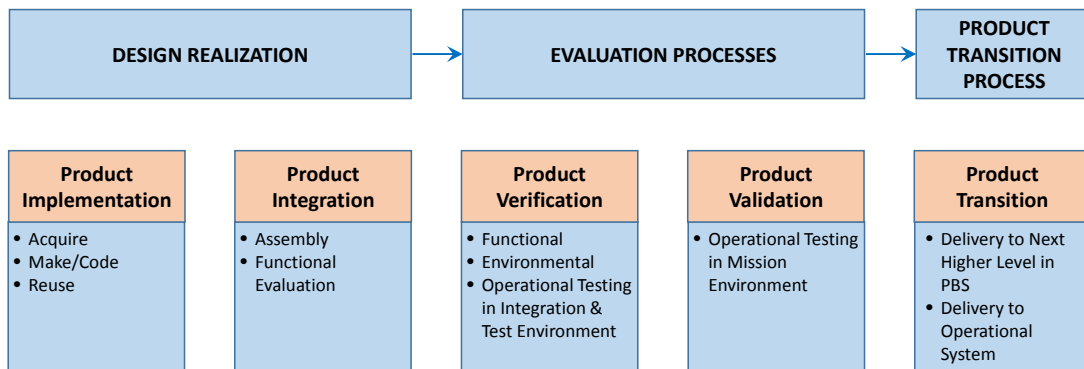 DESIGN REALIZATION
EVALUATION PROCESSES
PRODUCT
TRANSITION
PROCESS
Product
Implementation
• Acquire
• Make/Code
• Reuse
Product
Integration
• Assembly
• Functional
Evaluation
Product
Verification
• Functional
• Environmental
• Operational Testing
in Integration &
Test Environment
Product
Validation
• Operational Testing
in Mission
Environment
Product
Transition
• Delivery to Next
Higher Level in
PBS
• Delivery to
Operational
System